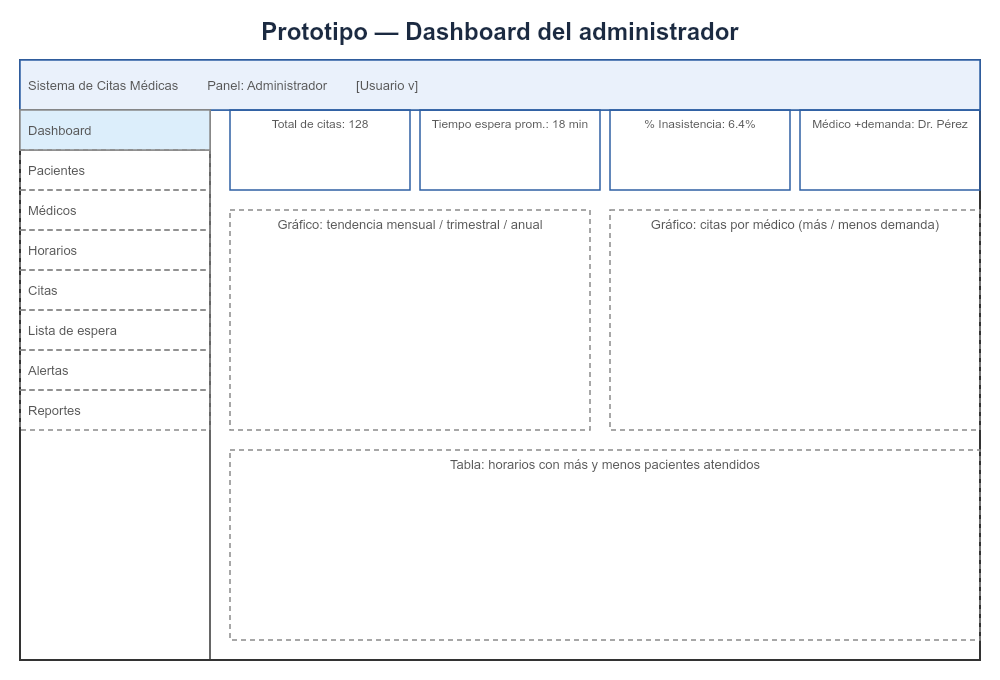 Prototipo — Dashboard del administrador
Sistema de Citas Médicas Panel: Administrador [Usuario v]
Dashboard
Pacientes
Médicos
Horarios
Citas
Lista de espera
Alertas
Reportes
Total de citas: 128
Tiempo espera prom.: 18 min
% Inasistencia: 6.4%
Médico +demanda: Dr. Pérez
Gráfico: tendencia mensual / trimestral / anual
Gráfico: citas por médico (más / menos demanda)
Tabla: horarios con más y menos pacientes atendidos